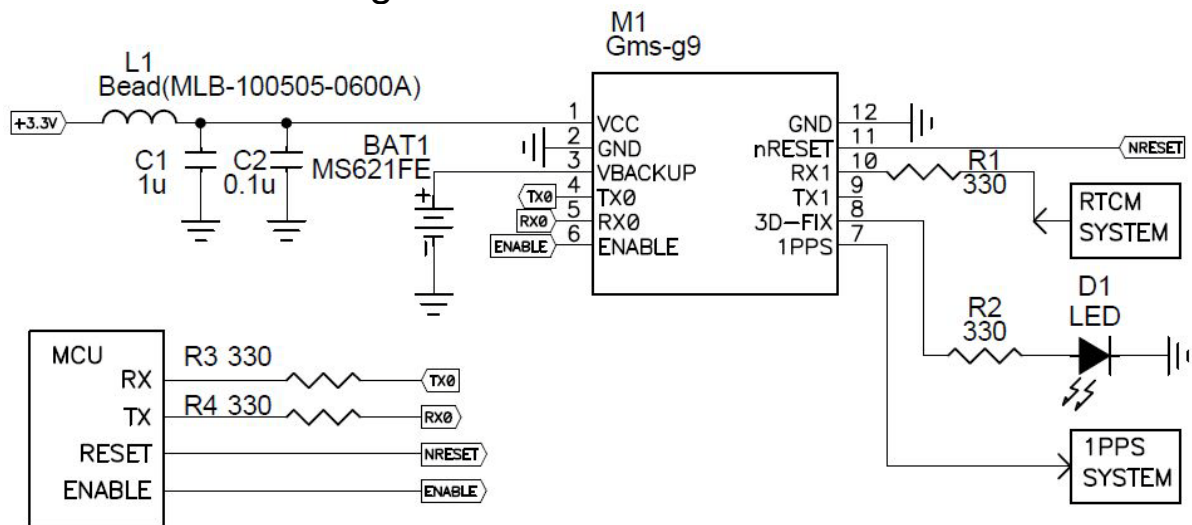 M1
Gms-g9
L1
Bead(MLB-100505-0600A)
+3.3V
C1
1u
C2
0.1u
BAT1
MS621FE
+
1 VCC
2 GND
3 VBACKUP
TX0 4 TX0
RX0 5 RX0
ENABLE 6 ENABLE
GND 12
nRESET 11 NRESET
RX1 10
TX1 9
3D-FIX 8
1PPS 7
R1
330
RTCM
SYSTEM
R2
330
D1
LED
1PPS
SYSTEM
MCU
RX R3 330 TX0
TX R4 330 RX0
RESET NRESET
ENABLE ENABLE